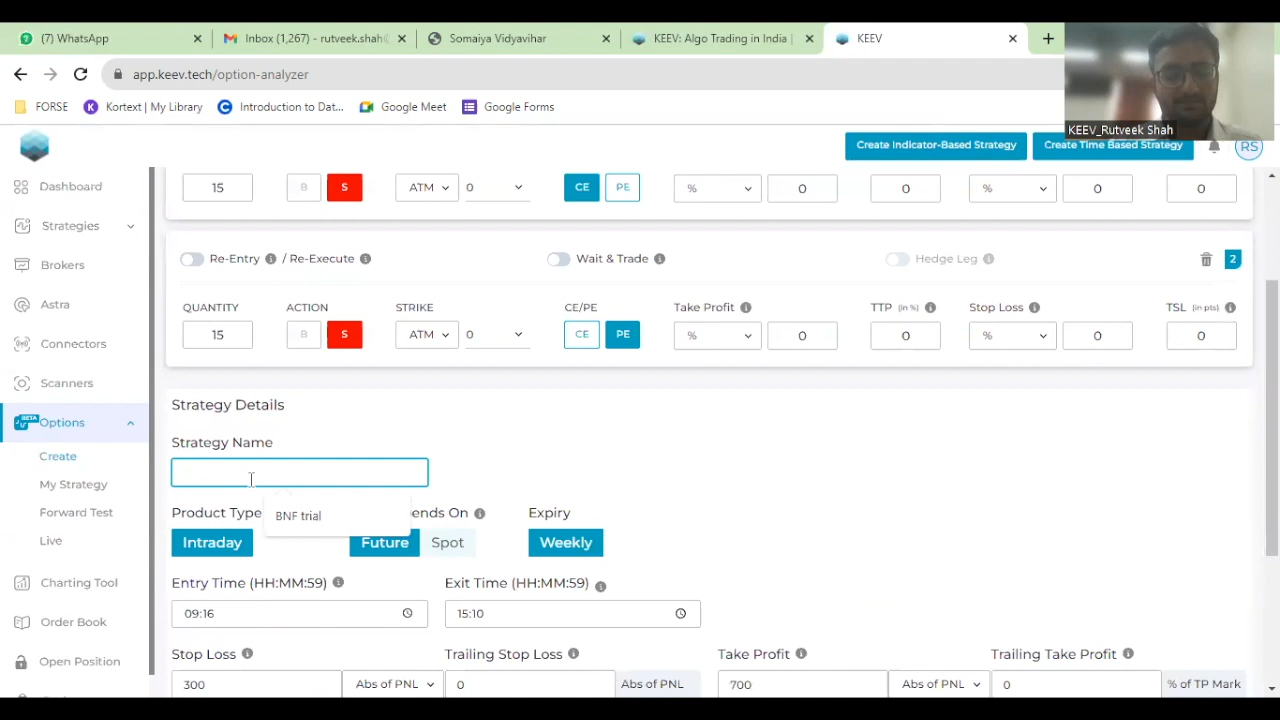 (7) WhatsApp
Inbox (1,267) - rutveek.shah@
Somaiya Vidyavihar
KEEV: Algo Trading in India |
KEEV
app.keev.tech/option-analyzer
FORSE
Kortext | My Library
Introduction to Dat...
Google Meet
Google Forms
KEEV_Rutveek Shah
Create Indicator-Based Strategy
Create Time Based Strategy
RS
Dashboard
Strategies
Brokers
Astra
Connectors
Scanners
BETA
Options
Create
My Strategy
Forward Test
Live
Charting Tool
Order Book
Open Position
15 B S ATM 0 CE PE % 0 0 % 0 0
Re-Entry / Re-Execute Wait & Trade Hedge Leg 2
QUANTITY ACTION STRIKE CE/PE Take Profit TTP (in %) Stop Loss TSL (in pts)
15 B S ATM 0 CE PE % 0 0 % 0 0
Strategy Details
Strategy Name
BNF trial
Product Type ends On Expiry
Intraday Future Spot Weekly
Entry Time (HH:MM:59) Exit Time (HH:MM:59)
09:16 15:10
Stop Loss Trailing Stop Loss Take Profit Trailing Take Profit
300 Abs of PNL 0 Abs of PNL 700 Abs of PNL 0 % of TP Mark